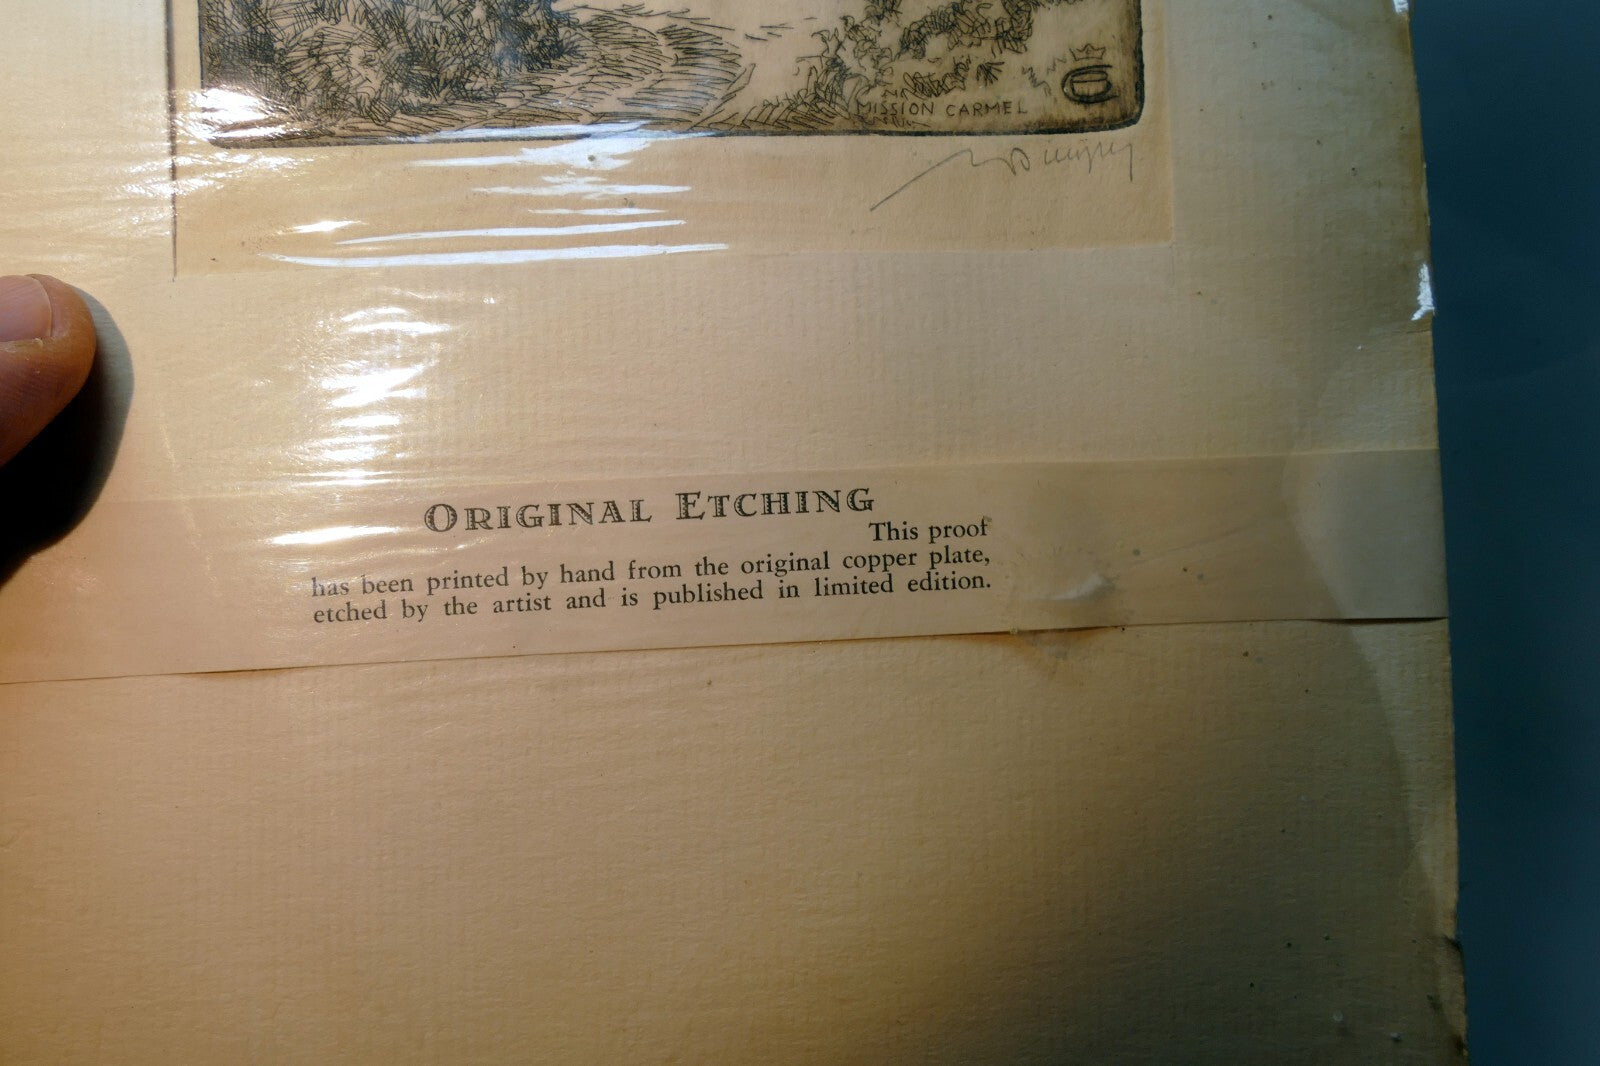 MISSION CARMEL
ORIGINAL ETCHING
This proof
has been printed by hand from the original copper plate,
etched by the artist and is published in limited edition.